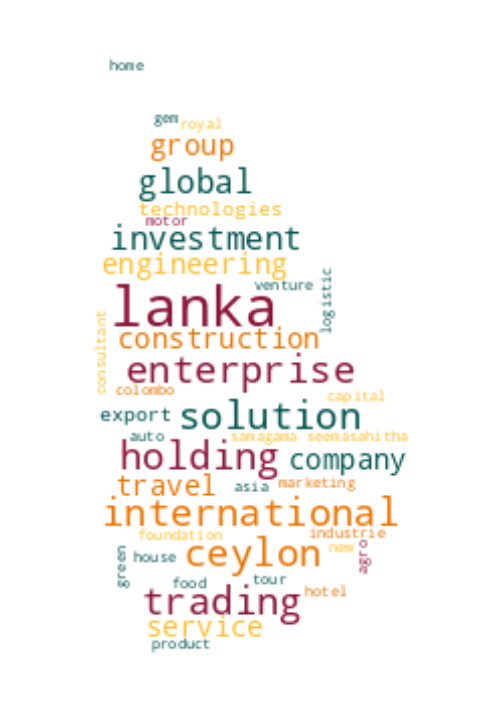 home
gem royal
group
global
technologies
motor
investment
engineering
venture
logistic
lanka
consultant
construction
enterprise
colombo
capital
export solution
auto samagama seemasahitha
holding company
travel asia marketing
international
foundation industrie
green house ceylon new agro
food tour
trading hotel
service
product